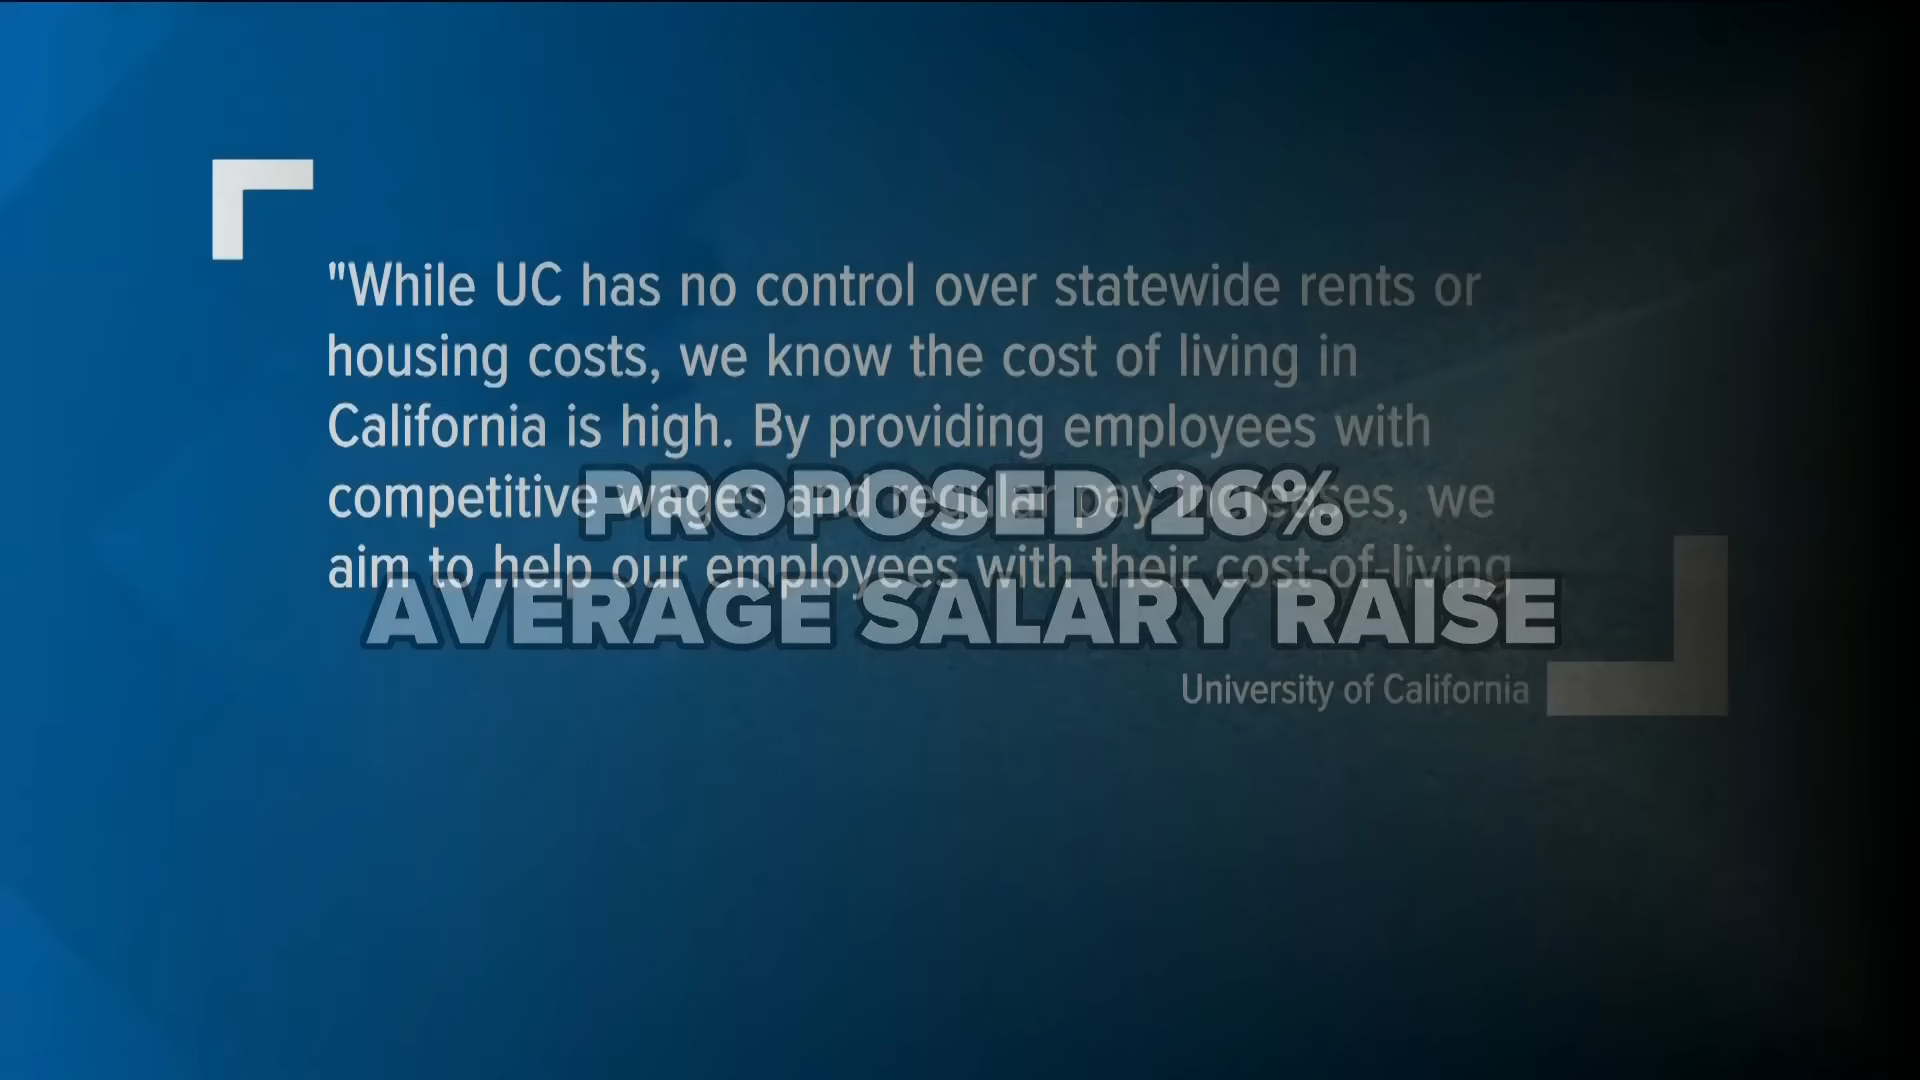 "While UC has no control over statewide rents or
housing costs, we know the cost of living in
California is high. By providing employees with
competitive wages and regular pay increases, we
aim to help our employees with their cost-of-living
PROPOSED 26%
AVERAGE SALARY RAISE
University of California